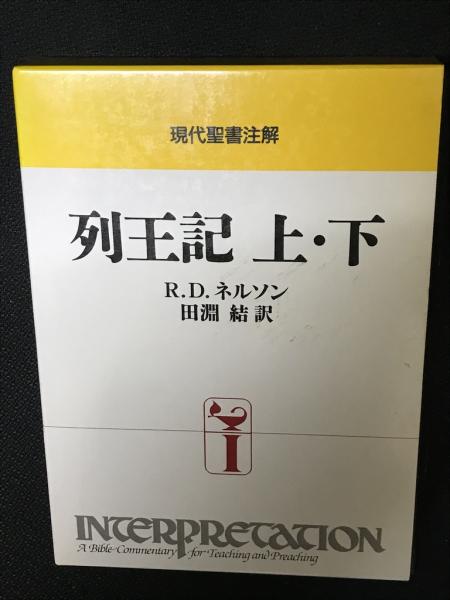 現代聖書注解
列王記 上・下
R.D.ネルソン
田淵 結訳
I
INTERPRETATION
A Bible Commentary for Teaching and Preaching